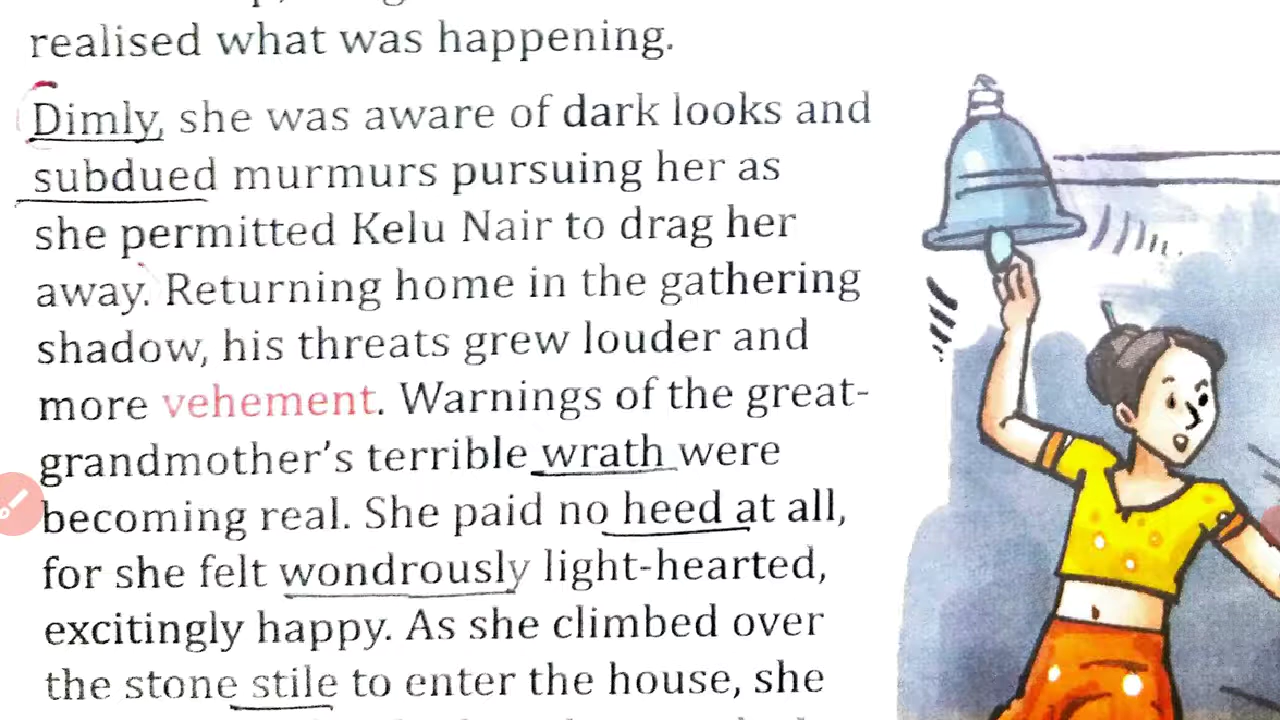 realised what was happening.
Dimly, she was aware of dark looks and
subdued murmurs pursuing her as
she permitted Kelu Nair to drag her
away. Returning home in the gathering
shadow, his threats grew louder and
more vehement. Warnings of the great-
grandmother's terrible wrath were
becoming real. She paid no heed at all,
for she felt wondrously light-hearted,
excitingly happy. As she climbed over
the stone stile to enter the house, she